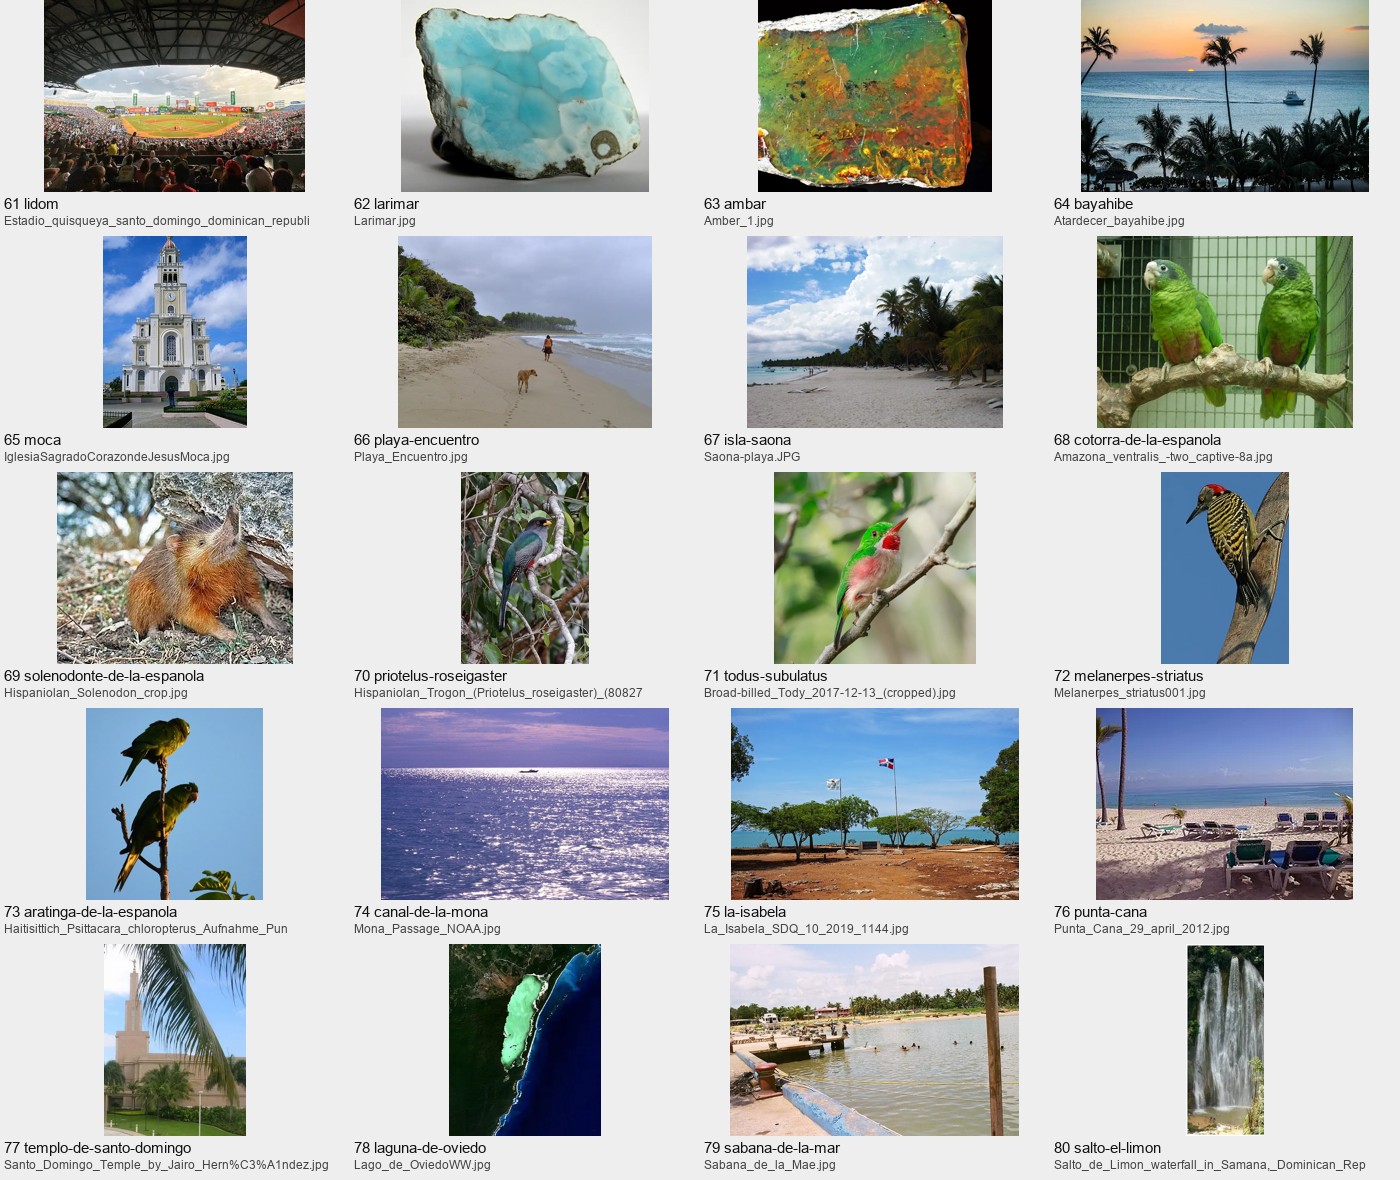 61 lidom
Estadio_quisqueya_santo_domingo_dominican_republi
62 larimar
Larimar.jpg
63 ambar
Amber_1.jpg
64 bayahibe
Atardecer_bayahibe.jpg
65 moca
IglesiaSagradoCorazondeJesusMoca.jpg
66 playa-encuentro
Playa_Encuentro.jpg
67 isla-saona
Saona-playa.JPG
68 cotorra-de-la-espanola
Amazona_ventralis_-two_captive-8a.jpg
69 solenodonte-de-la-espanola
Hispaniolan_Solenodon_crop.jpg
70 priotelus-roseigaster
Hispaniolan_Trogon_(Priotelus_roseigaster)_(80827
71 todus-subulatus
Broad-billed_Tody_2017-12-13_(cropped).jpg
72 melanerpes-striatus
Melanerpes_striatus001.jpg
73 aratinga-de-la-espanola
Haitisittich_Psittacara_chloropterus_Aufnahme_Pun
74 canal-de-la-mona
Mona_Passage_NOAA.jpg
75 la-isabela
La_Isabela_SDQ_10_2019_1144.jpg
76 punta-cana
Punta_Cana_29_april_2012.jpg
77 templo-de-santo-domingo
Santo_Domingo_Temple_by_Jairo_Hern%C3%A1ndez.jpg
78 laguna-de-oviedo
Lago_de_OviedoWW.jpg
79 sabana-de-la-mar
Sabana_de_la_Mae.jpg
80 salto-el-limon
Salto_de_Limon_waterfall_in_Samana,_Dominican_Rep